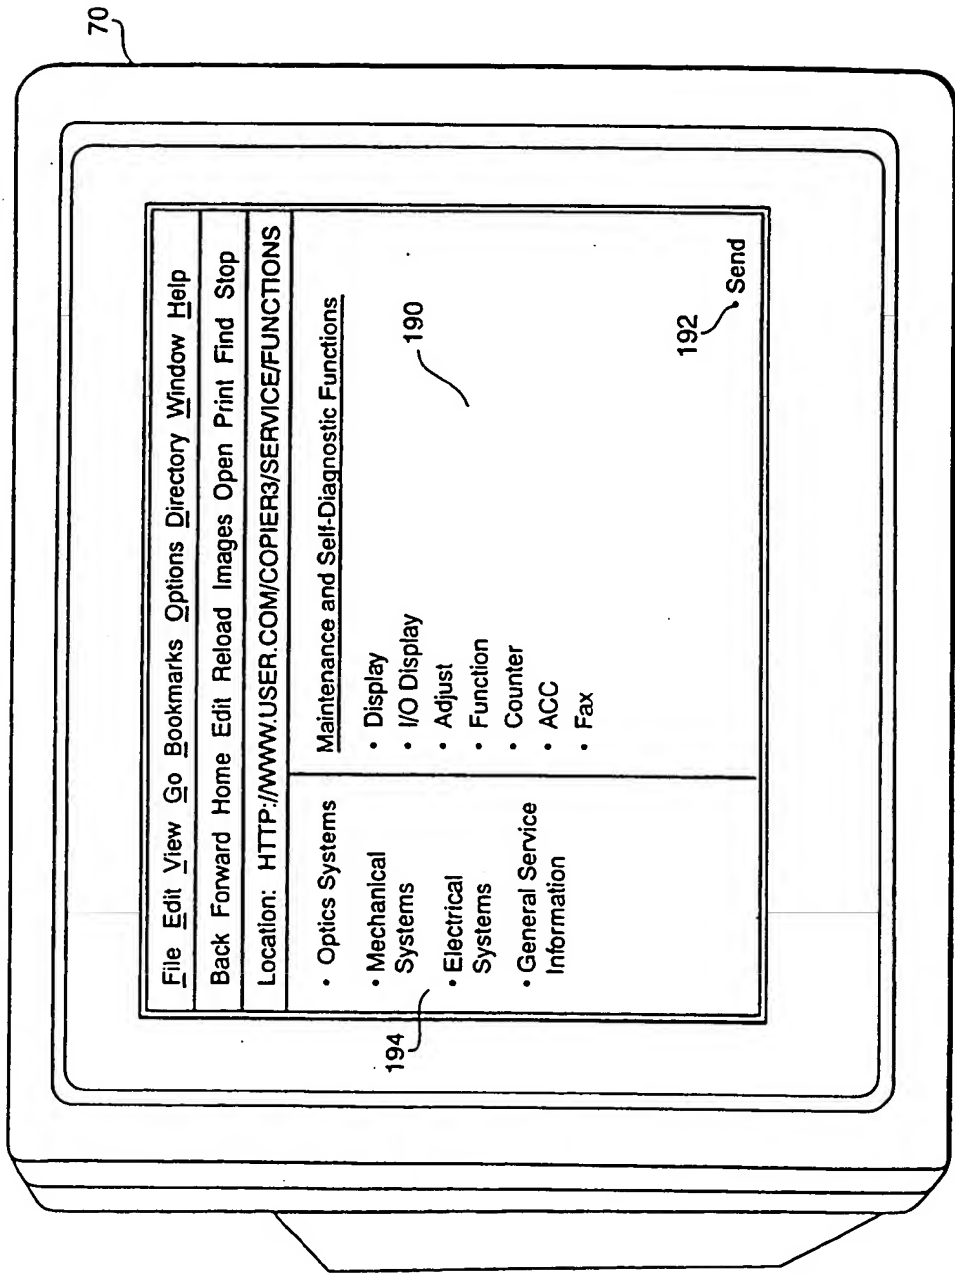 70
File Edit View Go Bookmarks Options Directory Window Help
Back Forward Home Edit Reload Images Open Print Find Stop
Location: HTTP://WWW.USER.COM/COPIER3/SERVICE/FUNCTIONS
• Optics Systems
• Mechanical
Systems
• Electrical
Systems
• General Service
Information
194
Maintenance and Self-Diagnostic Functions
• Display
• I/O Display
• Adjust
• Function
• Counter
• ACC
• Fax
190
192
• Send